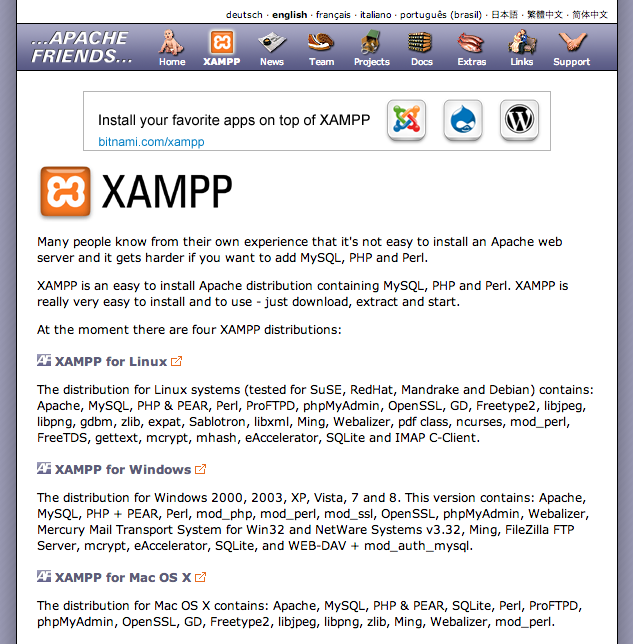 deutsch · english · français · italiano · português (brasil) · 日本語 · 繁體中文 · 简体中文
...APACHE
FRIENDS...
Home XAMPP News Team Projects Docs Extras Links Support
Install your favorite apps on top of XAMPP
bitnami.com/xampp
XAMPP
Many people know from their own experience that it's not easy to install an Apache web
server and it gets harder if you want to add MySQL, PHP and Perl.
XAMPP is an easy to install Apache distribution containing MySQL, PHP and Perl. XAMPP is
really very easy to install and to use - just download, extract and start.
At the moment there are four XAMPP distributions:
AF XAMPP for Linux
The distribution for Linux systems (tested for SuSE, RedHat, Mandrake and Debian) contains:
Apache, MySQL, PHP & PEAR, Perl, ProFTPD, phpMyAdmin, OpenSSL, GD, Freetype2, libjpeg,
libpng, gdbm, zlib, expat, Sablotron, libxml, Ming, Webalizer, pdf class, ncurses, mod_perl,
FreeTDS, gettext, mcrypt, mhash, eAccelerator, SQLite and IMAP C-Client.
AF XAMPP for Windows
The distribution for Windows 2000, 2003, XP, Vista, 7 and 8. This version contains: Apache,
MySQL, PHP + PEAR, Perl, mod_php, mod_perl, mod_ssl, OpenSSL, phpMyAdmin, Webalizer,
Mercury Mail Transport System for Win32 and NetWare Systems v3.32, Ming, FileZilla FTP
Server, mcrypt, eAccelerator, SQLite, and WEB-DAV + mod_auth_mysql.
AF XAMPP for Mac OS X
The distribution for Mac OS X contains: Apache, MySQL, PHP & PEAR, SQLite, Perl, ProFTPD,
phpMyAdmin, OpenSSL, GD, Freetype2, libjpeg, libpng, zlib, Ming, Webalizer, mod_perl.